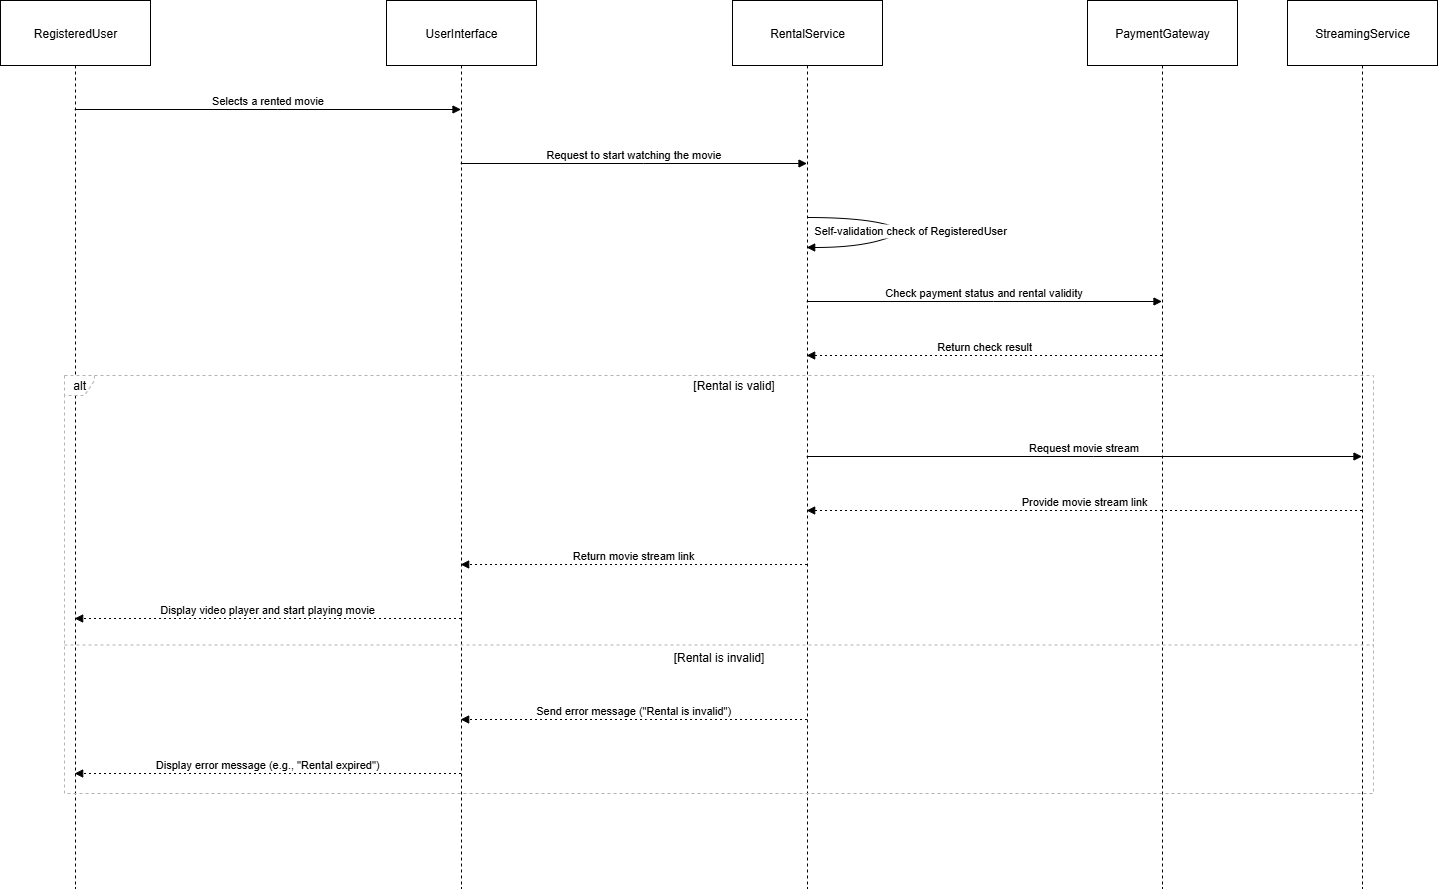 RegisteredUser
UserInterface
RentalService
PaymentGateway
StreamingService
Selects a rented movie
Request to start watching the movie
Self-validation check of RegisteredUser
Check payment status and rental validity
Return check result
alt
[Rental is valid]
Request movie stream
Provide movie stream link
Return movie stream link
Display video player and start playing movie
[Rental is invalid]
Send error message ("Rental is invalid")
Display error message (e.g., "Rental expired")